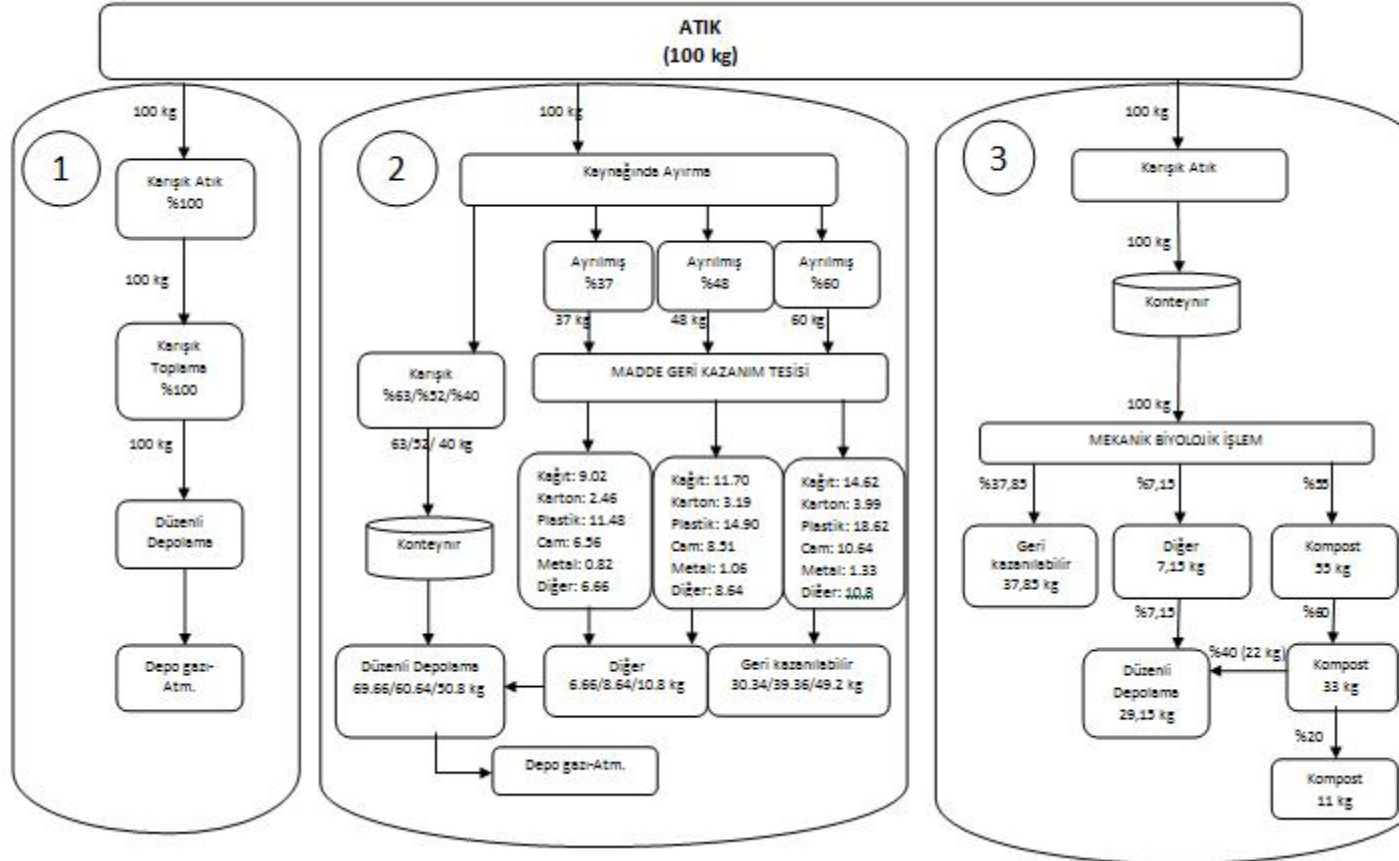 ATIK
(100 kg)
1
100 kg
Karışık Atık
%100
100 kg
Karışık
Toplama
%100
100 kg
Düzenli
Depolama
Depo gazı-
Atm.
2
100 kg
Kaynağında Ayırma
Ayrılmış
%37
Ayrılmış
%48
Ayrılmış
%60
37 kg
48 kg
60 kg
Karışık
%63/%52/%40
63/52/ 40 kg
Konteynır
MADDE GERİ KAZANIM TESİSİ
Kağıt: 9.02
Karton: 2.46
Plastik: 11.48
Cam: 6.56
Metal: 0.82
Diğer: 6.66
Kağıt: 11.70
Karton: 3.19
Plastik: 14.90
Cam: 8.51
Metal: 1.06
Diğer: 8.64
Kağıt: 14.62
Karton: 3.99
Plastik: 18.62
Cam: 10.64
Metal: 1.33
Diğer: 10.8
Düzenli Depolama
69.66/60.64/50.8 kg
Diğer
6.66/8.64/10.8 kg
Geri kazanılabilir
30.34/39.36/49.2 kg
Depo gazı-Atm.
3
100 kg
Karışık Atık
100 kg
Konteynır
100 kg
MEKANİK BİYOLOJİK İŞLEM
%37,85
%7,15
%55
Geri
kazanılabilir
37,85 kg
Diğer
7,15 kg
Kompost
55 kg
%7,15
%60
Düzenli
Depolama
29,15 kg
%40 (22 kg)
Kompost
33 kg
%20
Kompost
11 kg